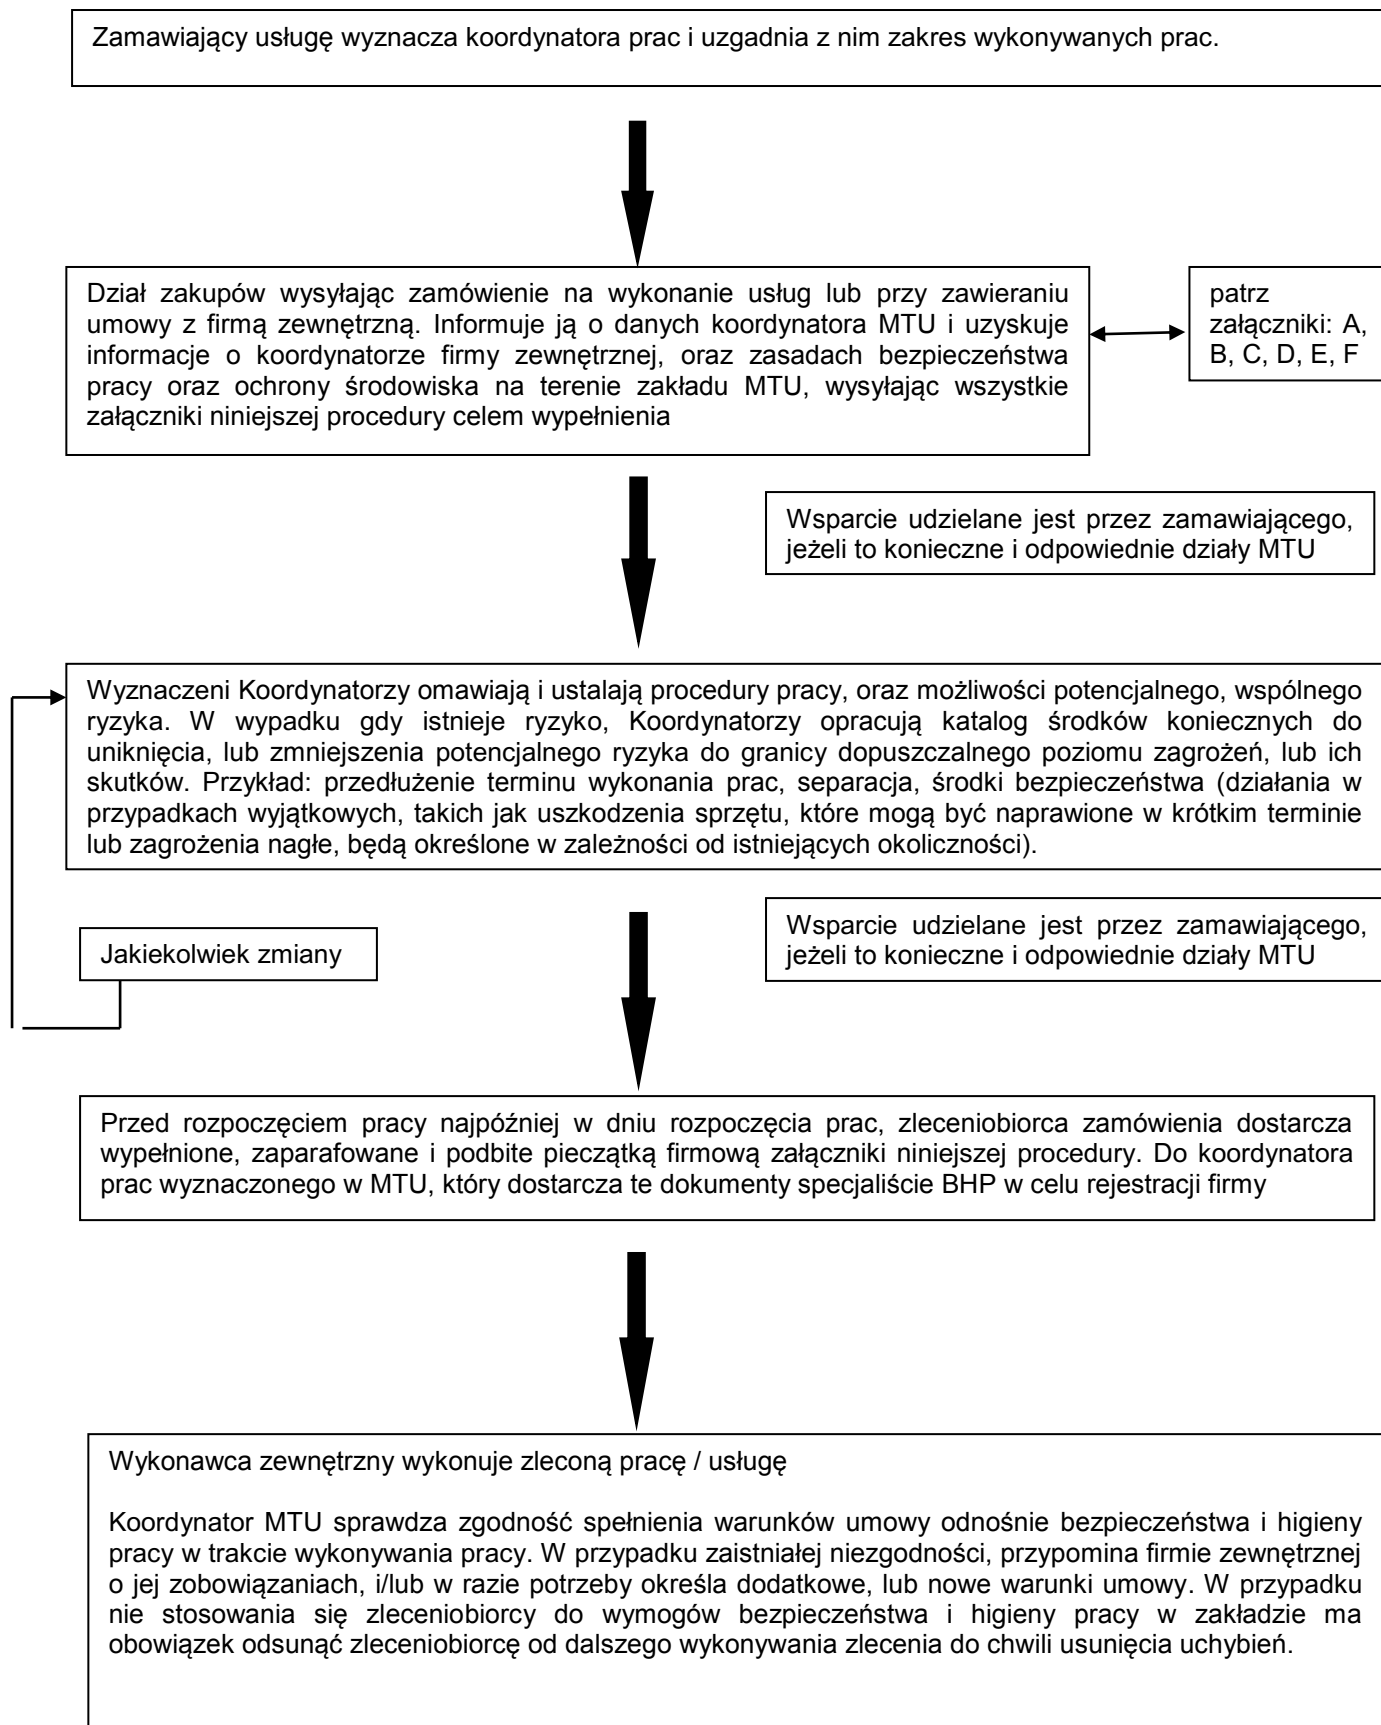 Zamawiający usługę wyznacza koordynatora prac i uzgadnia z nim zakres wykonywanych prac.
Dział zakupów wysyłając zamówienie na wykonanie usług lub przy zawieraniu
umowy z firmą zewnętrzną. Informuje ją o danych koordynatora MTU i uzyskuje
informacje o koordynatorze firmy zewnętrznej, oraz zasadach bezpieczeństwa
pracy oraz ochrony środowiska na terenie zakładu MTU, wysyłając wszystkie
załączniki niniejszej procedury celem wypełnienia
patrz
załączniki: A,
B, C, D, E, F
Wsparcie udzielane jest przez zamawiającego,
jeżeli to konieczne i odpowiednie działy MTU
Wyznaczeni Koordynatorzy omawiają i ustalają procedury pracy, oraz możliwości potencjalnego, wspólnego
ryzyka. W wypadku gdy istnieje ryzyko, Koordynatorzy opracują katalog środków koniecznych do
uniknięcia, lub zmniejszenia potencjalnego ryzyka do granicy dopuszczalnego poziomu zagrożeń, lub ich
skutków. Przykład: przedłużenie terminu wykonania prac, separacja, środki bezpieczeństwa (działania w
przypadkach wyjątkowych, takich jak uszkodzenia sprzętu, które mogą być naprawione w krótkim terminie
lub zagrożenia nagłe, będą określone w zależności od istniejących okoliczności).
Wsparcie udzielane jest przez zamawiającego,
jeżeli to konieczne i odpowiednie działy MTU
Jakiekolwiek zmiany
Przed rozpoczęciem pracy najpóźniej w dniu rozpoczęcia prac, zleceniobiorca zamówienia dostarcza
wypełnione, zaparafowane i podbite pieczątką firmową załączniki niniejszej procedury. Do koordynatora
prac wyznaczonego w MTU, który dostarcza te dokumenty specjaliście BHP w celu rejestracji firmy
Wykonawca zewnętrzny wykonuje zleconą pracę / usługę
Koordynator MTU sprawdza zgodność spełnienia warunków umowy odnośnie bezpieczeństwa i higieny
pracy w trakcie wykonywania pracy. W przypadku zaistniałej niezgodności, przypomina firmie zewnętrznej
o jej zobowiązaniach, i/lub w razie potrzeby określa dodatkowe, lub nowe warunki umowy. W przypadku
nie stosowania się zleceniobiorcy do wymogów bezpieczeństwa i higieny pracy w zakładzie ma
obowiązek odsunąć zleceniobiorcę od dalszego wykonywania zlecenia do chwili usunięcia uchybień.